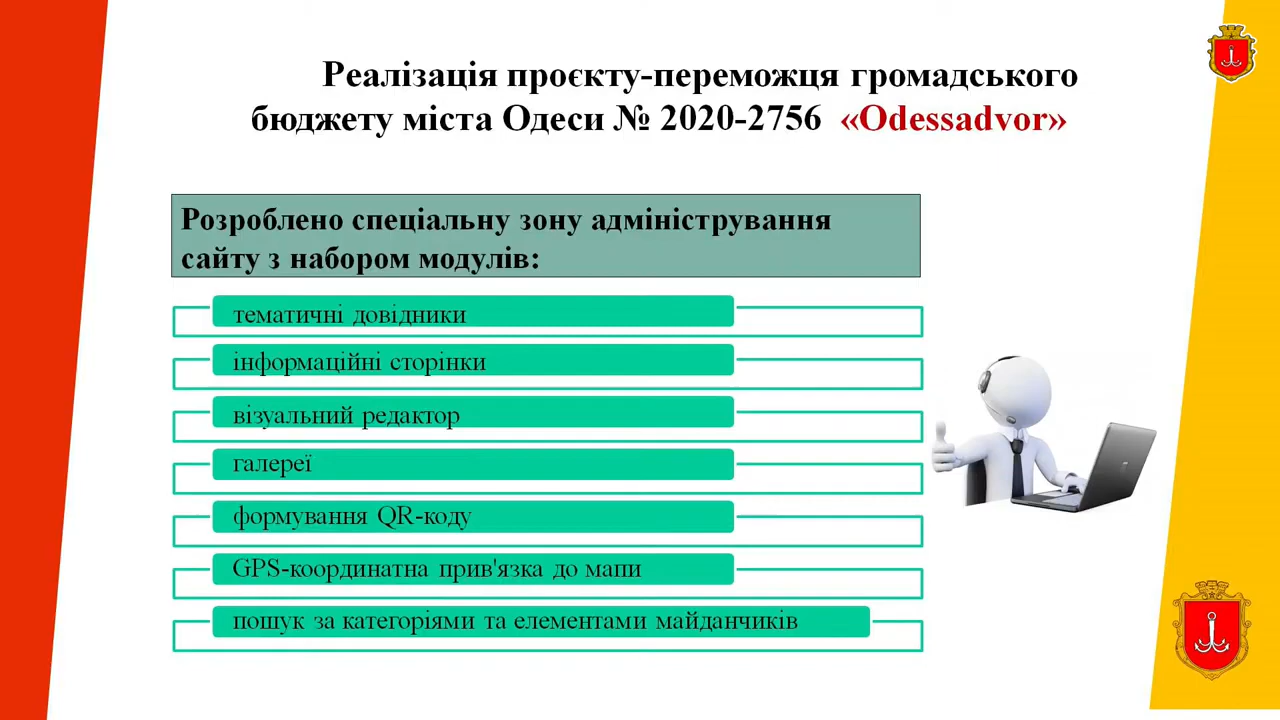 Реалізація проєкту-переможця громадського
бюджету міста Одеси № 2020-2756 «Odessadvor»
Розроблено спеціальну зону адміністрування
сайту з набором модулів:
тематичні довідники
інформаційні сторінки
візуальний редактор
галереї
формування QR-коду
GPS-координатна прив'язка до мапи
пошук за категоріями та елементами майданчиків